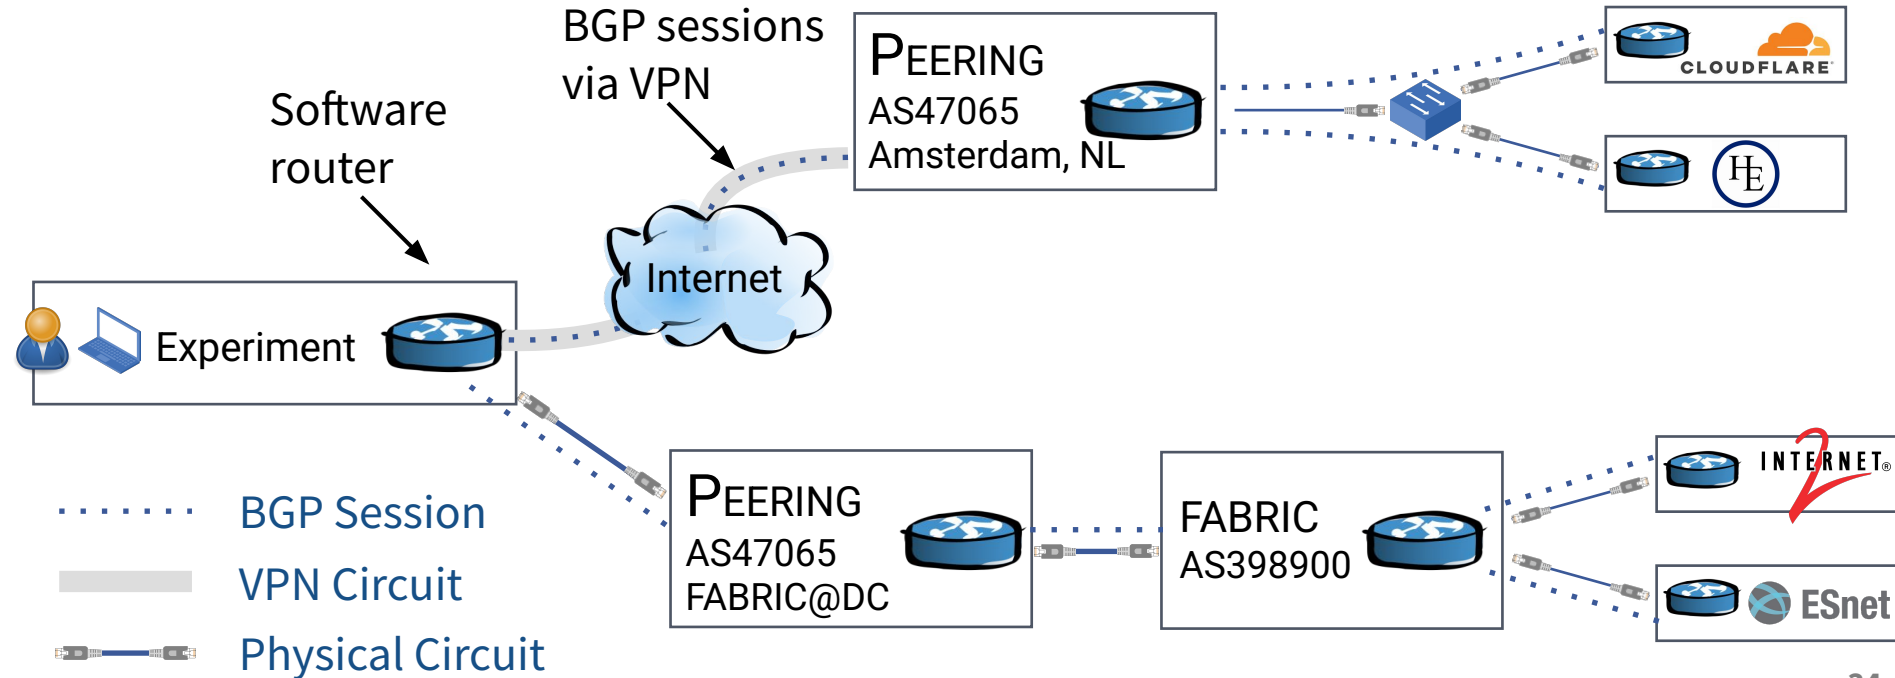 BGP sessions
via VPN
Software
router
PEERING
AS47065
Amsterdam, NL
CLOUDFLARE
HE
Internet
Experiment
PEERING
AS47065
FABRIC@DC
FABRIC
AS398900
INTERNET®
2
ESnet
BGP Session
VPN Circuit
Physical Circuit